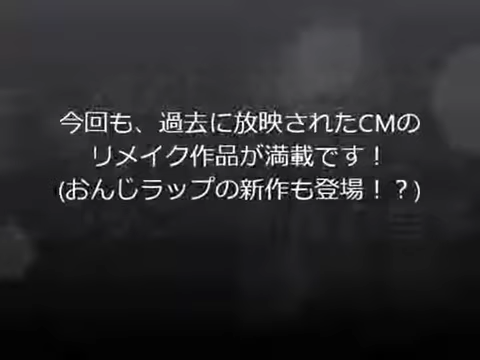 今回も、過去に放映されたCMの
リメイク作品が満載です！
(おんじラップの新作も登場！？)